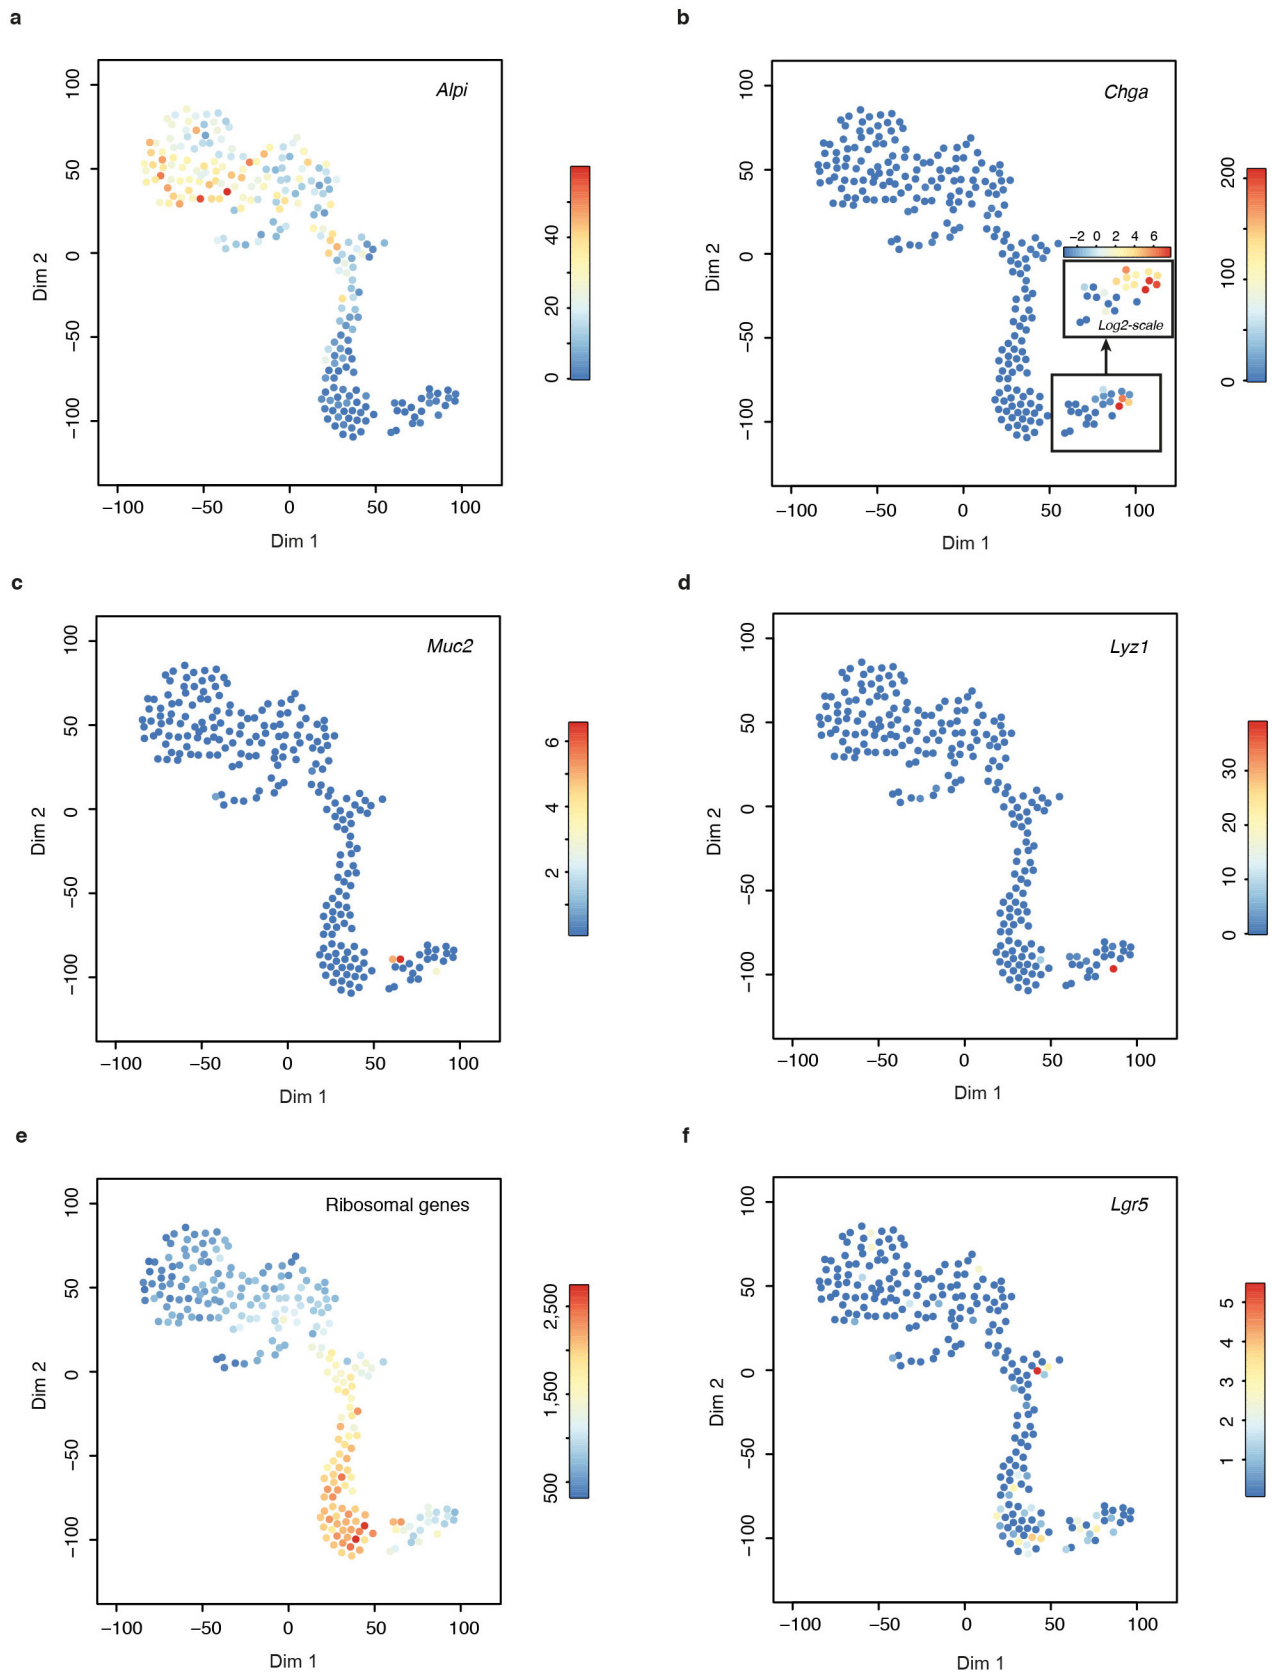 a
Alpi
100
50
0
−50
−100
Dim 2
−100 −50 0 50 100
Dim 1
40
20
0
b
Chga
100
50
0
−50
−100
Dim 2
−100 −50 0 50 100
Dim 1
−2 0 2 4 6
Log2-scale
200
100
0
c
Muc2
100
50
0
−50
−100
Dim 2
−100 −50 0 50 100
Dim 1
6
4
2
d
Lyz1
100
50
0
−50
−100
Dim 2
−100 −50 0 50 100
Dim 1
30
20
10
0
e
Ribosomal genes
100
50
0
−50
−100
Dim 2
−100 −50 0 50 100
Dim 1
2,500
1,500
500
f
Lgr5
100
50
0
−50
−100
Dim 2
−100 −50 0 50 100
Dim 1
5
4
3
2
1